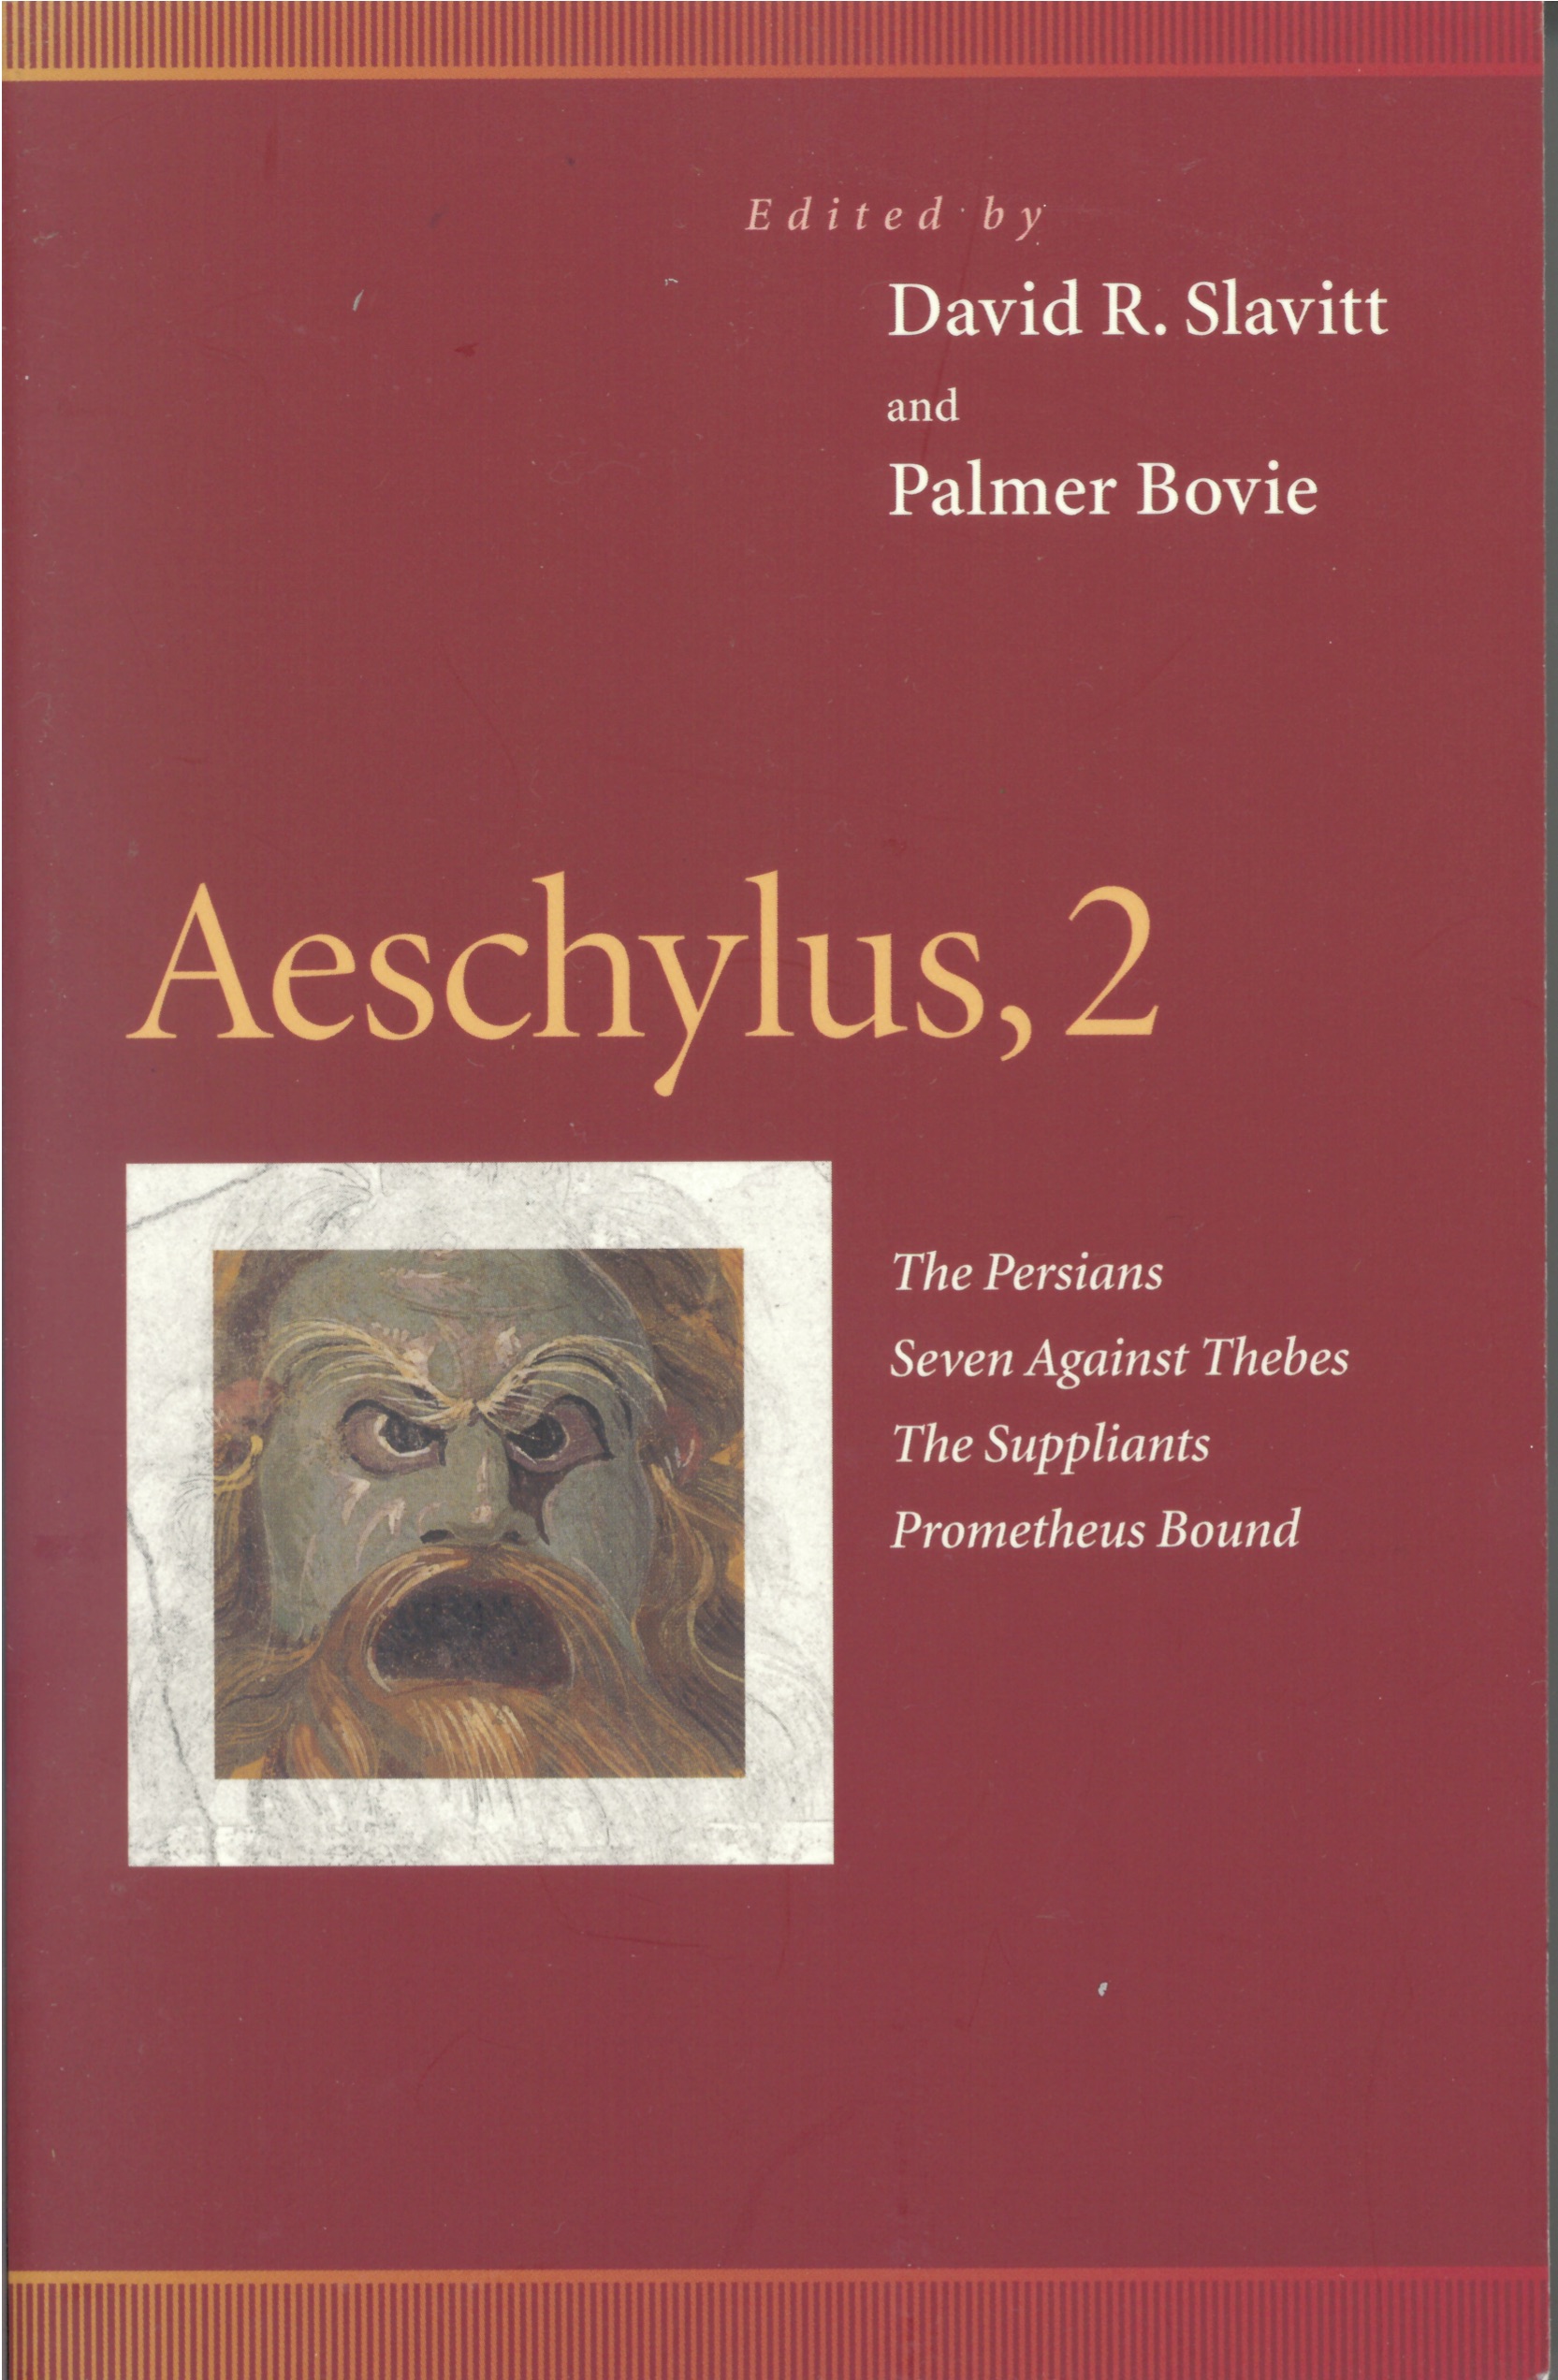 Edited by
David R. Slavitt
and
Palmer Bovie
Aeschylus, 2
The Persians
Seven Against Thebes
The Suppliants
Prometheus Bound